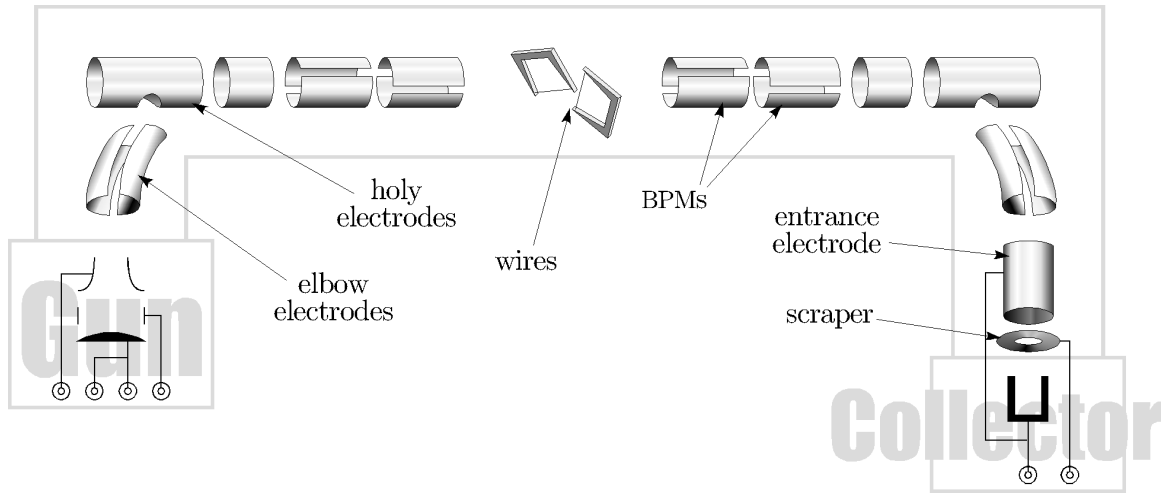 holy
electrodes
BPMs
wires
entrance
electrode
elbow
electrodes
scraper
Gun
Collector